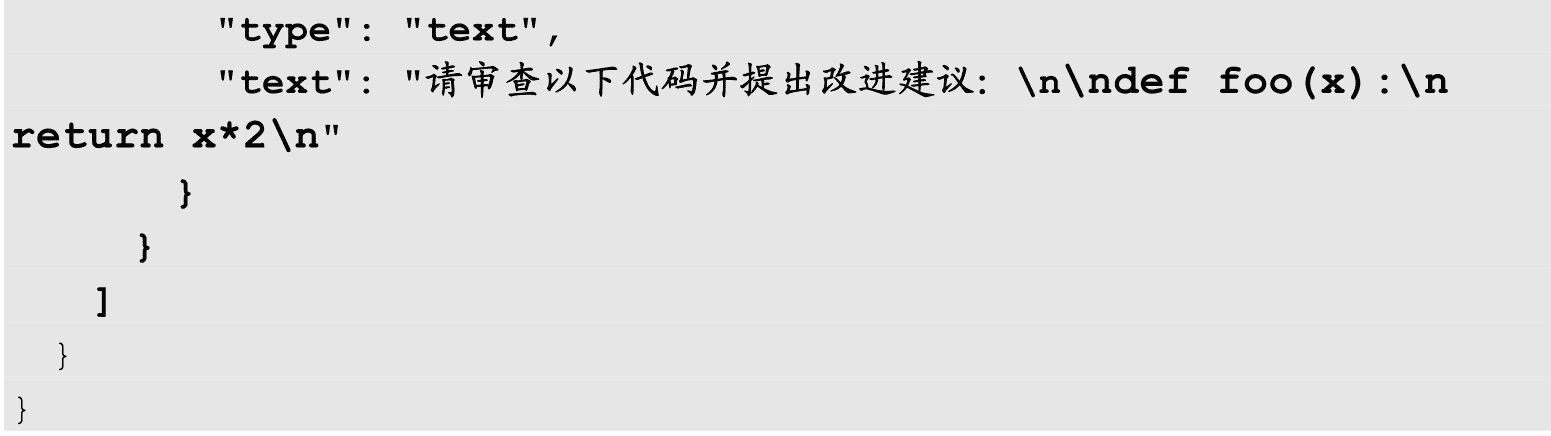 "type": "text",
"text": "请审查以下代码并提出改进建议：\n\ndef foo(x):\n
return x*2\n"
}
}
]
}
}